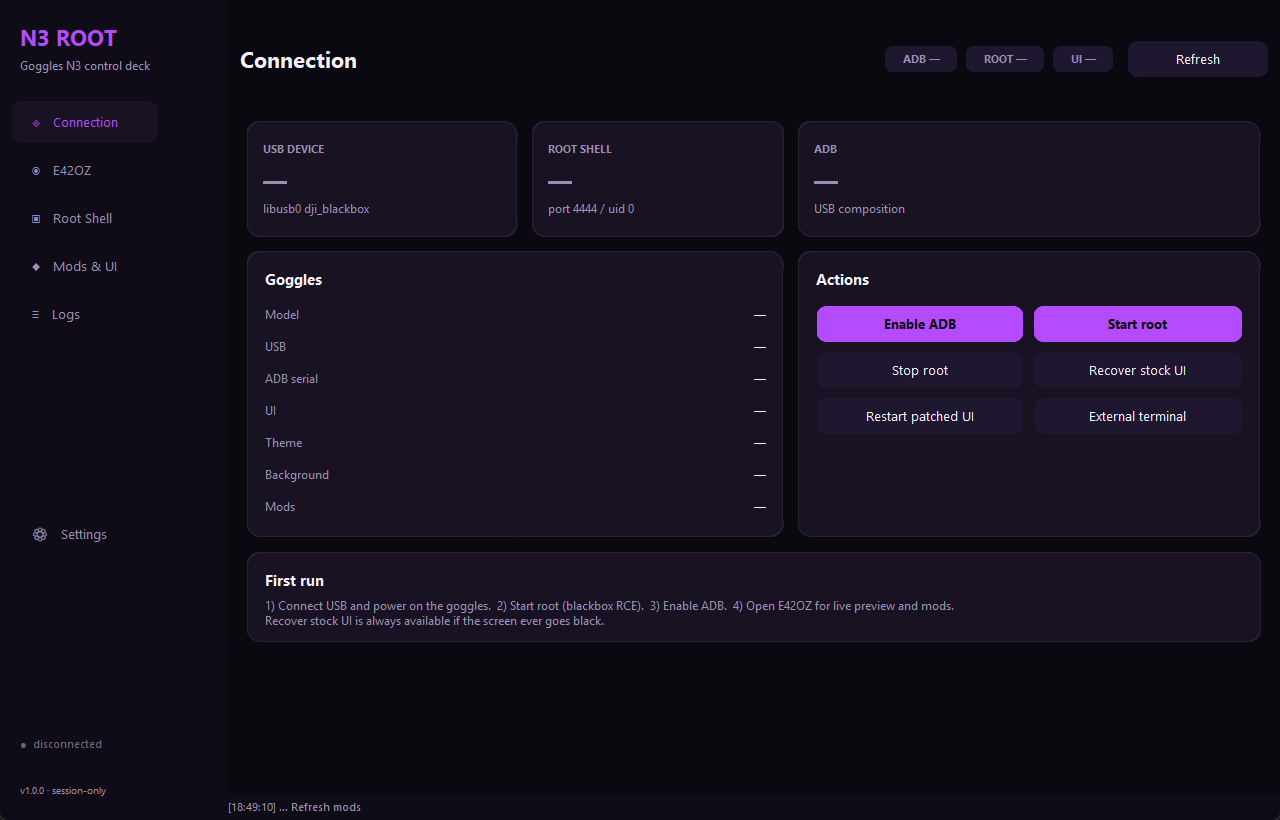 N3 ROOT
Goggles N3 control deck
Connection
E42OZ
Root Shell
Mods & UI
Logs
Settings
disconnected
v1.0.0 · session-only
Connection
ADB —
ROOT —
UI —
Refresh
USB DEVICE
—
libusb0 dji_blackbox
ROOT SHELL
—
port 4444 / uid 0
ADB
—
USB composition
Goggles
Model —
USB —
ADB serial —
UI —
Theme —
Background —
Mods —
Actions
Enable ADB
Start root
Stop root
Recover stock UI
Restart patched UI
External terminal
First run
1) Connect USB and power on the goggles.  2) Start root (blackbox RCE).  3) Enable ADB.  4) Open E42OZ for live preview and mods.
Recover stock UI is always available if the screen ever goes black.
[18:49:10] ... Refresh mods